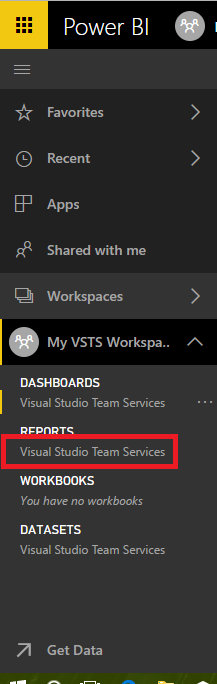 Power BI
Favorites
Recent
Apps
Shared with me
Workspaces
My VSTS Workspa..
DASHBOARDS
Visual Studio Team Services
REPORTS
Visual Studio Team Services
WORKBOOKS
You have no workbooks
DATASETS
Visual Studio Team Services
Get Data